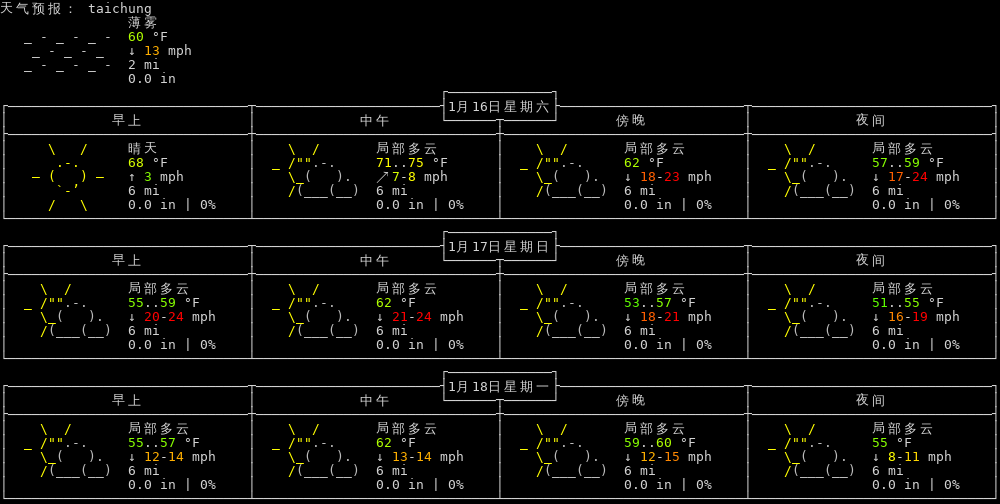 天气预报： taichung
薄雾
60 °F
↓ 13 mph
2 mi
0.0 in
1月16日星期六
早上 中午 傍晚 夜间
晴天 局部多云 局部多云 局部多云
68 °F 71..75 °F 62 °F 57..59 °F
↑ 3 mph ↗ 7-8 mph ↓ 18-23 mph ↓ 17-24 mph
6 mi 6 mi 6 mi 6 mi
0.0 in | 0% 0.0 in | 0% 0.0 in | 0% 0.0 in | 0%
1月17日星期日
早上 中午 傍晚 夜间
局部多云 局部多云 局部多云 局部多云
55..59 °F 62 °F 53..57 °F 51..55 °F
↓ 20-24 mph ↓ 21-24 mph ↓ 18-21 mph ↓ 16-19 mph
6 mi 6 mi 6 mi 6 mi
0.0 in | 0% 0.0 in | 0% 0.0 in | 0% 0.0 in | 0%
1月18日星期一
早上 中午 傍晚 夜间
局部多云 局部多云 局部多云 局部多云
55..57 °F 62 °F 59..60 °F 55 °F
↓ 12-14 mph ↓ 13-14 mph ↓ 12-15 mph ↓ 8-11 mph
6 mi 6 mi 6 mi 6 mi
0.0 in | 0% 0.0 in | 0% 0.0 in | 0% 0.0 in | 0%